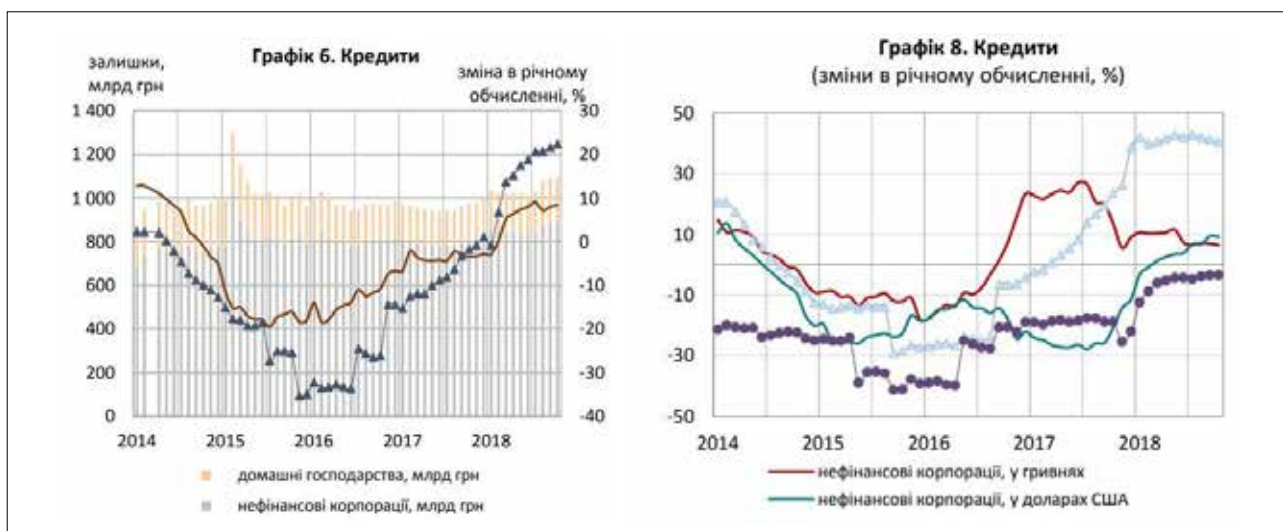 Графік 6. Кредити
залишки,
млрд грн
зміна в річному
обчисленні, %
1 400
1 200
1 000
800
600
400
200
0
30
20
10
0
-10
-20
-30
-40
2014
2015
2016
2017
2018
домашні господарства, млрд грн
нефінансові корпорації, млрд грн
Графік 8. Кредити
(зміни в річному обчисленні, %)
50
30
10
-10
-30
-50
2014
2015
2016
2017
2018
нефінансові корпорації, у гривнях
нефінансові корпорації, у доларах США